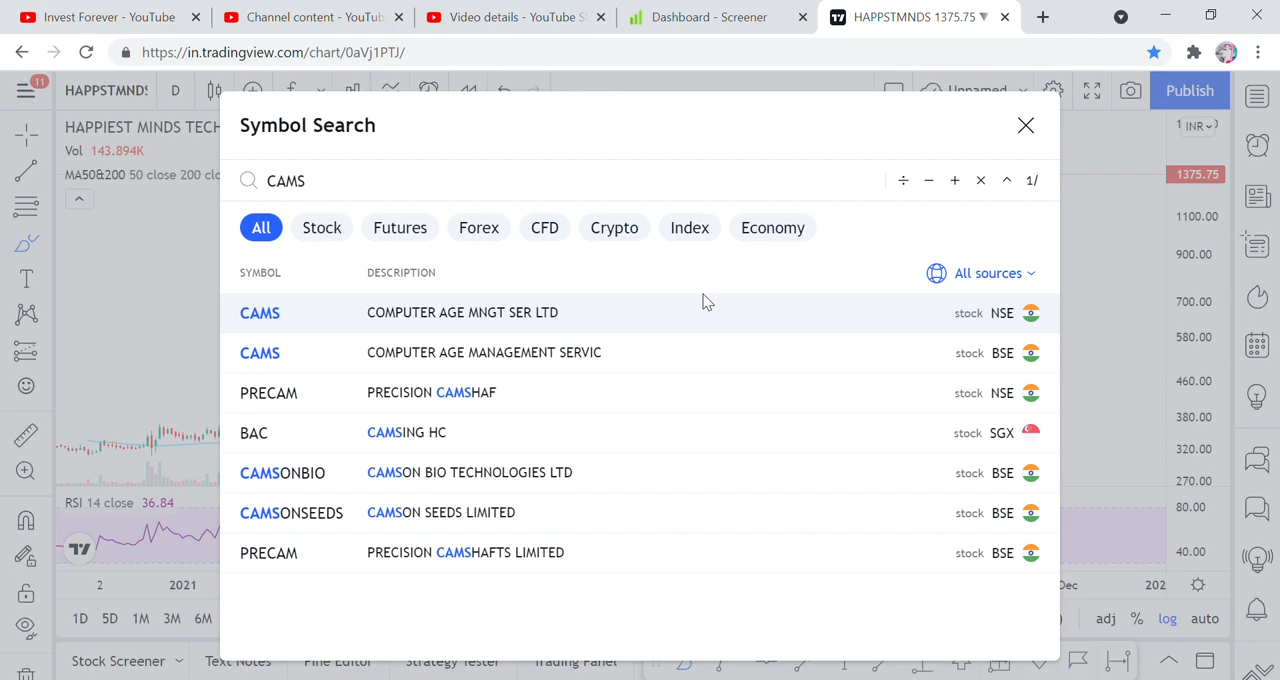 Invest Forever - YouTube
Channel content - YouTub
Video details - YouTube S
Dashboard - Screener
HAPPSTMNDS 1375.75 ▼
https://in.tradingview.com/chart/0aVj1PTJ/
11
HAPPSTMNDS
D
Unnamed
Publish
HAPPIEST MINDS TECH
Vol 143.894K
MA50&200 50 close 200 clo
Symbol Search
CAMS
÷ − + × ^ 1/
All Stock Futures Forex CFD Crypto Index Economy
SYMBOL DESCRIPTION All sources
CAMS COMPUTER AGE MNGT SER LTD stock NSE
CAMS COMPUTER AGE MANAGEMENT SERVIC stock BSE
PRECAM PRECISION CAMSHAF stock NSE
BAC CAMSING HC stock SGX
CAMSONBIO CAMSON BIO TECHNOLOGIES LTD stock BSE
CAMSONSEEDS CAMSON SEEDS LIMITED stock BSE
PRECAM PRECISION CAMSHAFTS LIMITED stock BSE
INR
1375.75
1100.00
900.00
700.00
580.00
460.00
380.00
320.00
270.00
80.00
40.00
RSI 14 close 36.84
2 2021 Dec 202
1D 5D 1M 3M 6M adj % log auto
Stock Screener Text Notes Pine Editor Strategy Tester Trading Panel